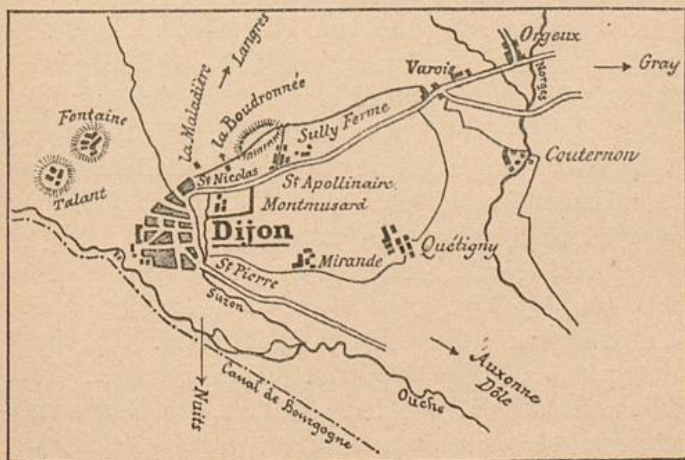 Orgeux
Langres
la Maladière
la Boudronnée
Varois
Norges
Gray
Fontaine
Sully Ferme
Talant
St Nicolas
St Apollinaire
Couternon
Montmusard
Dijon
Quétigny
Mirande
St Pierre
Suzon
Auxonne
Dôle
Nuits
Canal de Bourgogne
Ouche